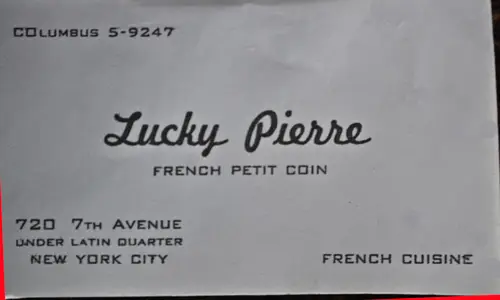 COLUMBUS 5-9247
Lucky Pierre
FRENCH PETIT COIN
720 7TH AVENUE
UNDER LATIN QUARTER
NEW YORK CITY
FRENCH CUISINE